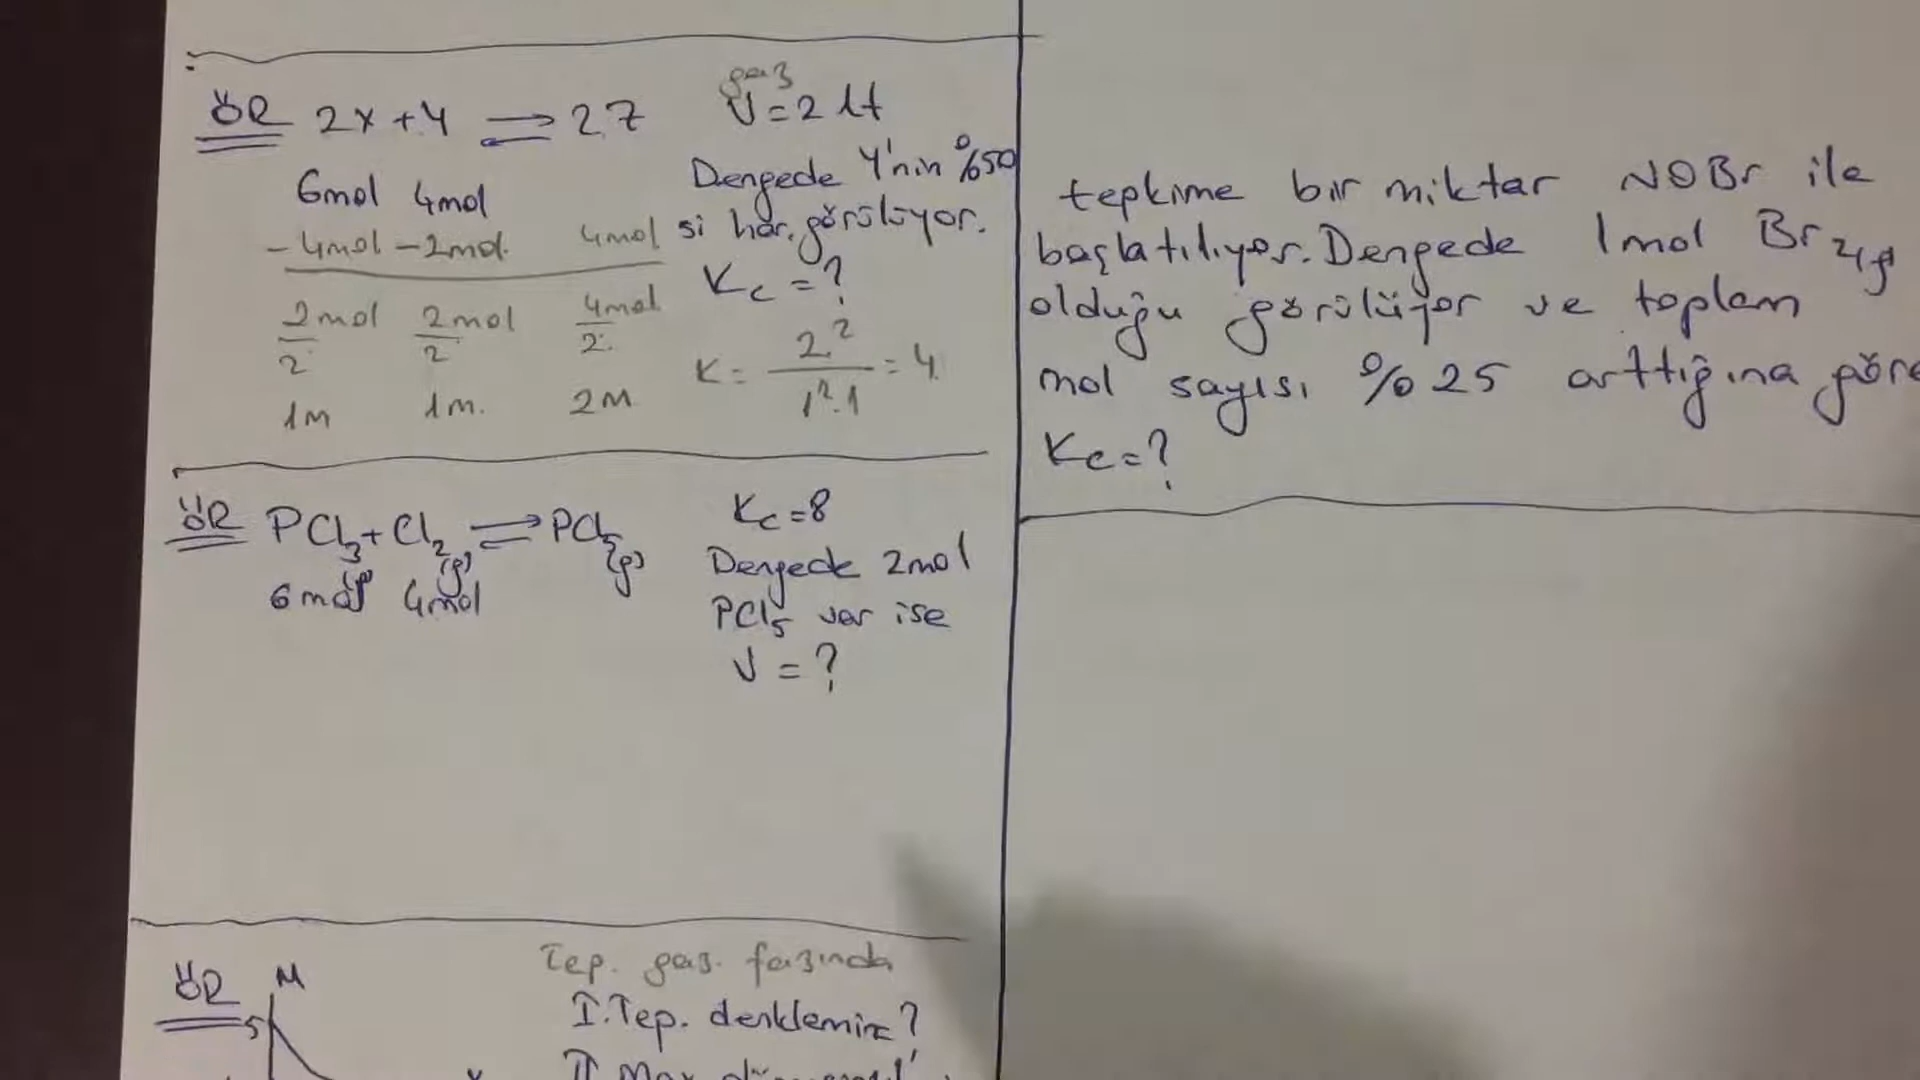 ÖR 2X + Y ⇌ 2Z gaz V = 2 lt
6mol 4mol
Dengede Y'nin %50
si har. görülüyor.
-4mol -2mol 4mol
Kc = ?
2mol/2 2mol/2 4mol/2
K = 2²/1².1 = 4
1M 1M. 2M
ÖR PCl3(g) + Cl2(g) ⇌ PCl5(g) Kc = 8
6mol 4mol
Dengede 2mol
PCl5 var ise
V = ?
ÖR M
5
Tep. gaz. fazında
I. Tep. denklemi?
tepkime bir miktar NOBr ile
başlatılıyor. Dengede 1mol Br2(g)
olduğu görülüyor ve toplam
mol sayısı %25 arttığına göre
Kc = ?